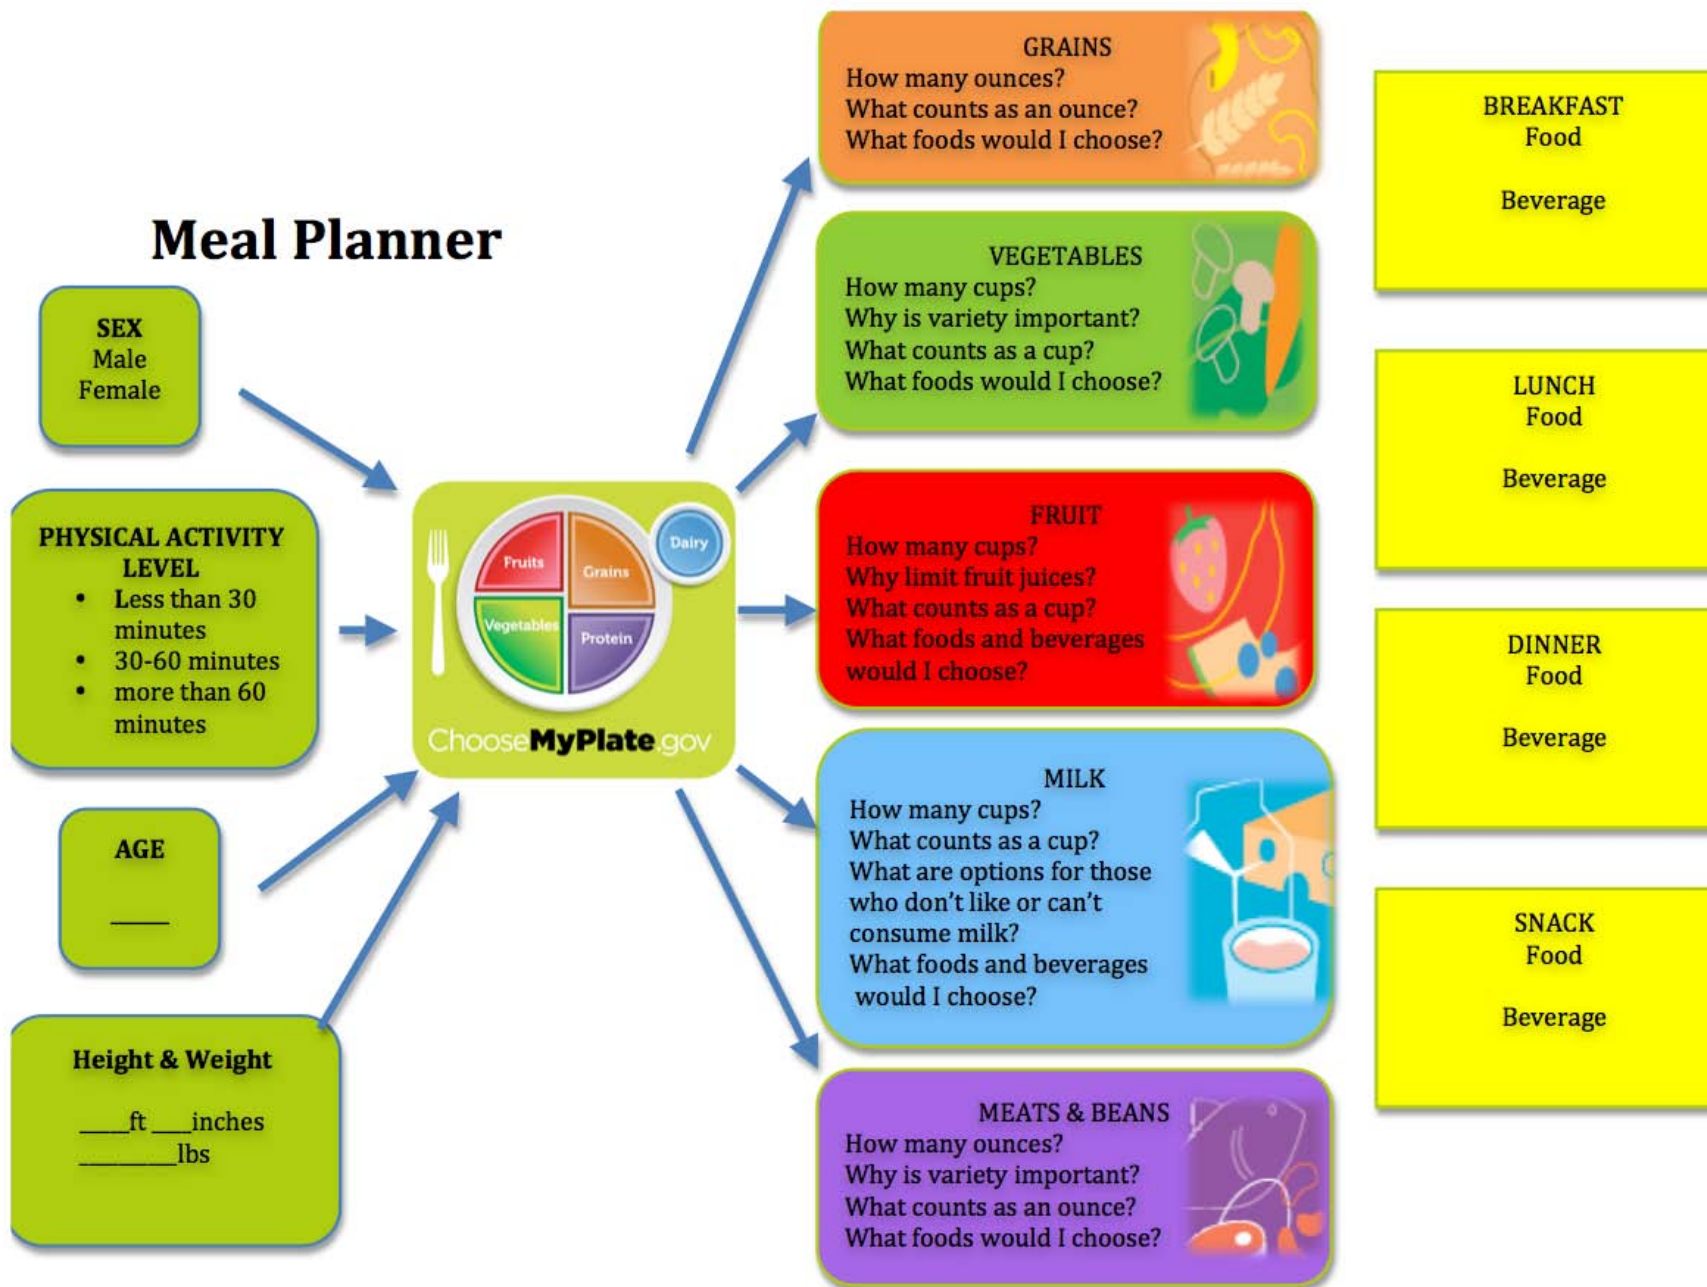 Meal Planner
SEX
Male
Female
PHYSICAL ACTIVITY
LEVEL
• Less than 30
minutes
• 30-60 minutes
• more than 60
minutes
AGE
_____
Height & Weight
_____ft ____inches
__________lbs
Fruits
Grains
Dairy
Vegetables
Protein
ChooseMyPlate.gov
GRAINS
How many ounces?
What counts as an ounce?
What foods would I choose?
VEGETABLES
How many cups?
Why is variety important?
What counts as a cup?
What foods would I choose?
FRUIT
How many cups?
Why limit fruit juices?
What counts as a cup?
What foods and beverages
would I choose?
MILK
How many cups?
What counts as a cup?
What are options for those
who don't like or can't
consume milk?
What foods and beverages
would I choose?
MEATS & BEANS
How many ounces?
Why is variety important?
What counts as an ounce?
What foods would I choose?
BREAKFAST
Food
Beverage
LUNCH
Food
Beverage
DINNER
Food
Beverage
SNACK
Food
Beverage